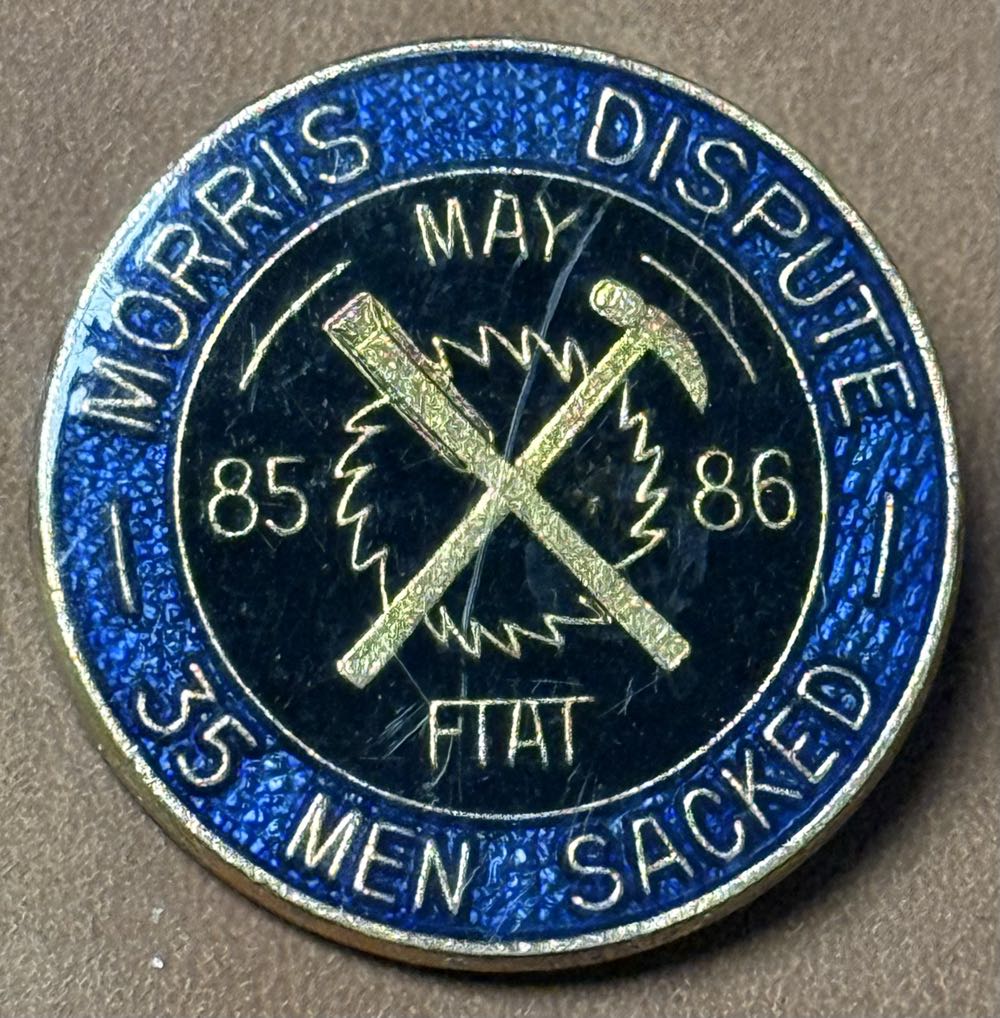 MORRIS DISPUTE
MAY
85 86
FTAT
35 MEN SACKED